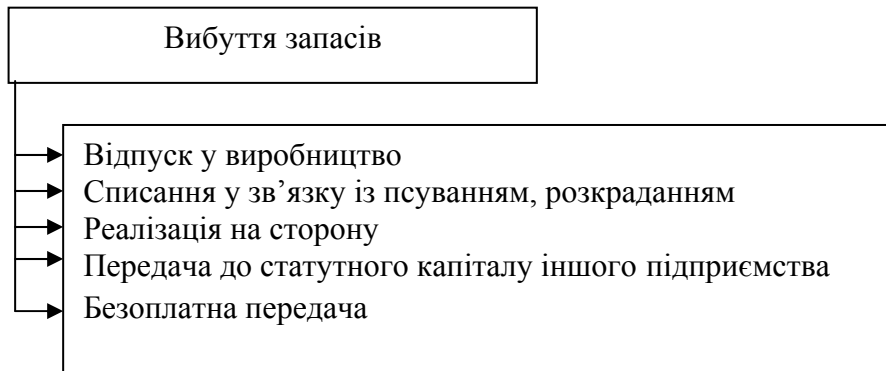 Вибуття запасів
Відпуск у виробництво
Списання у зв’язку із псуванням, розкраданням
Реалізація на сторону
Передача до статутного капіталу іншого підприємства
Безоплатна передача